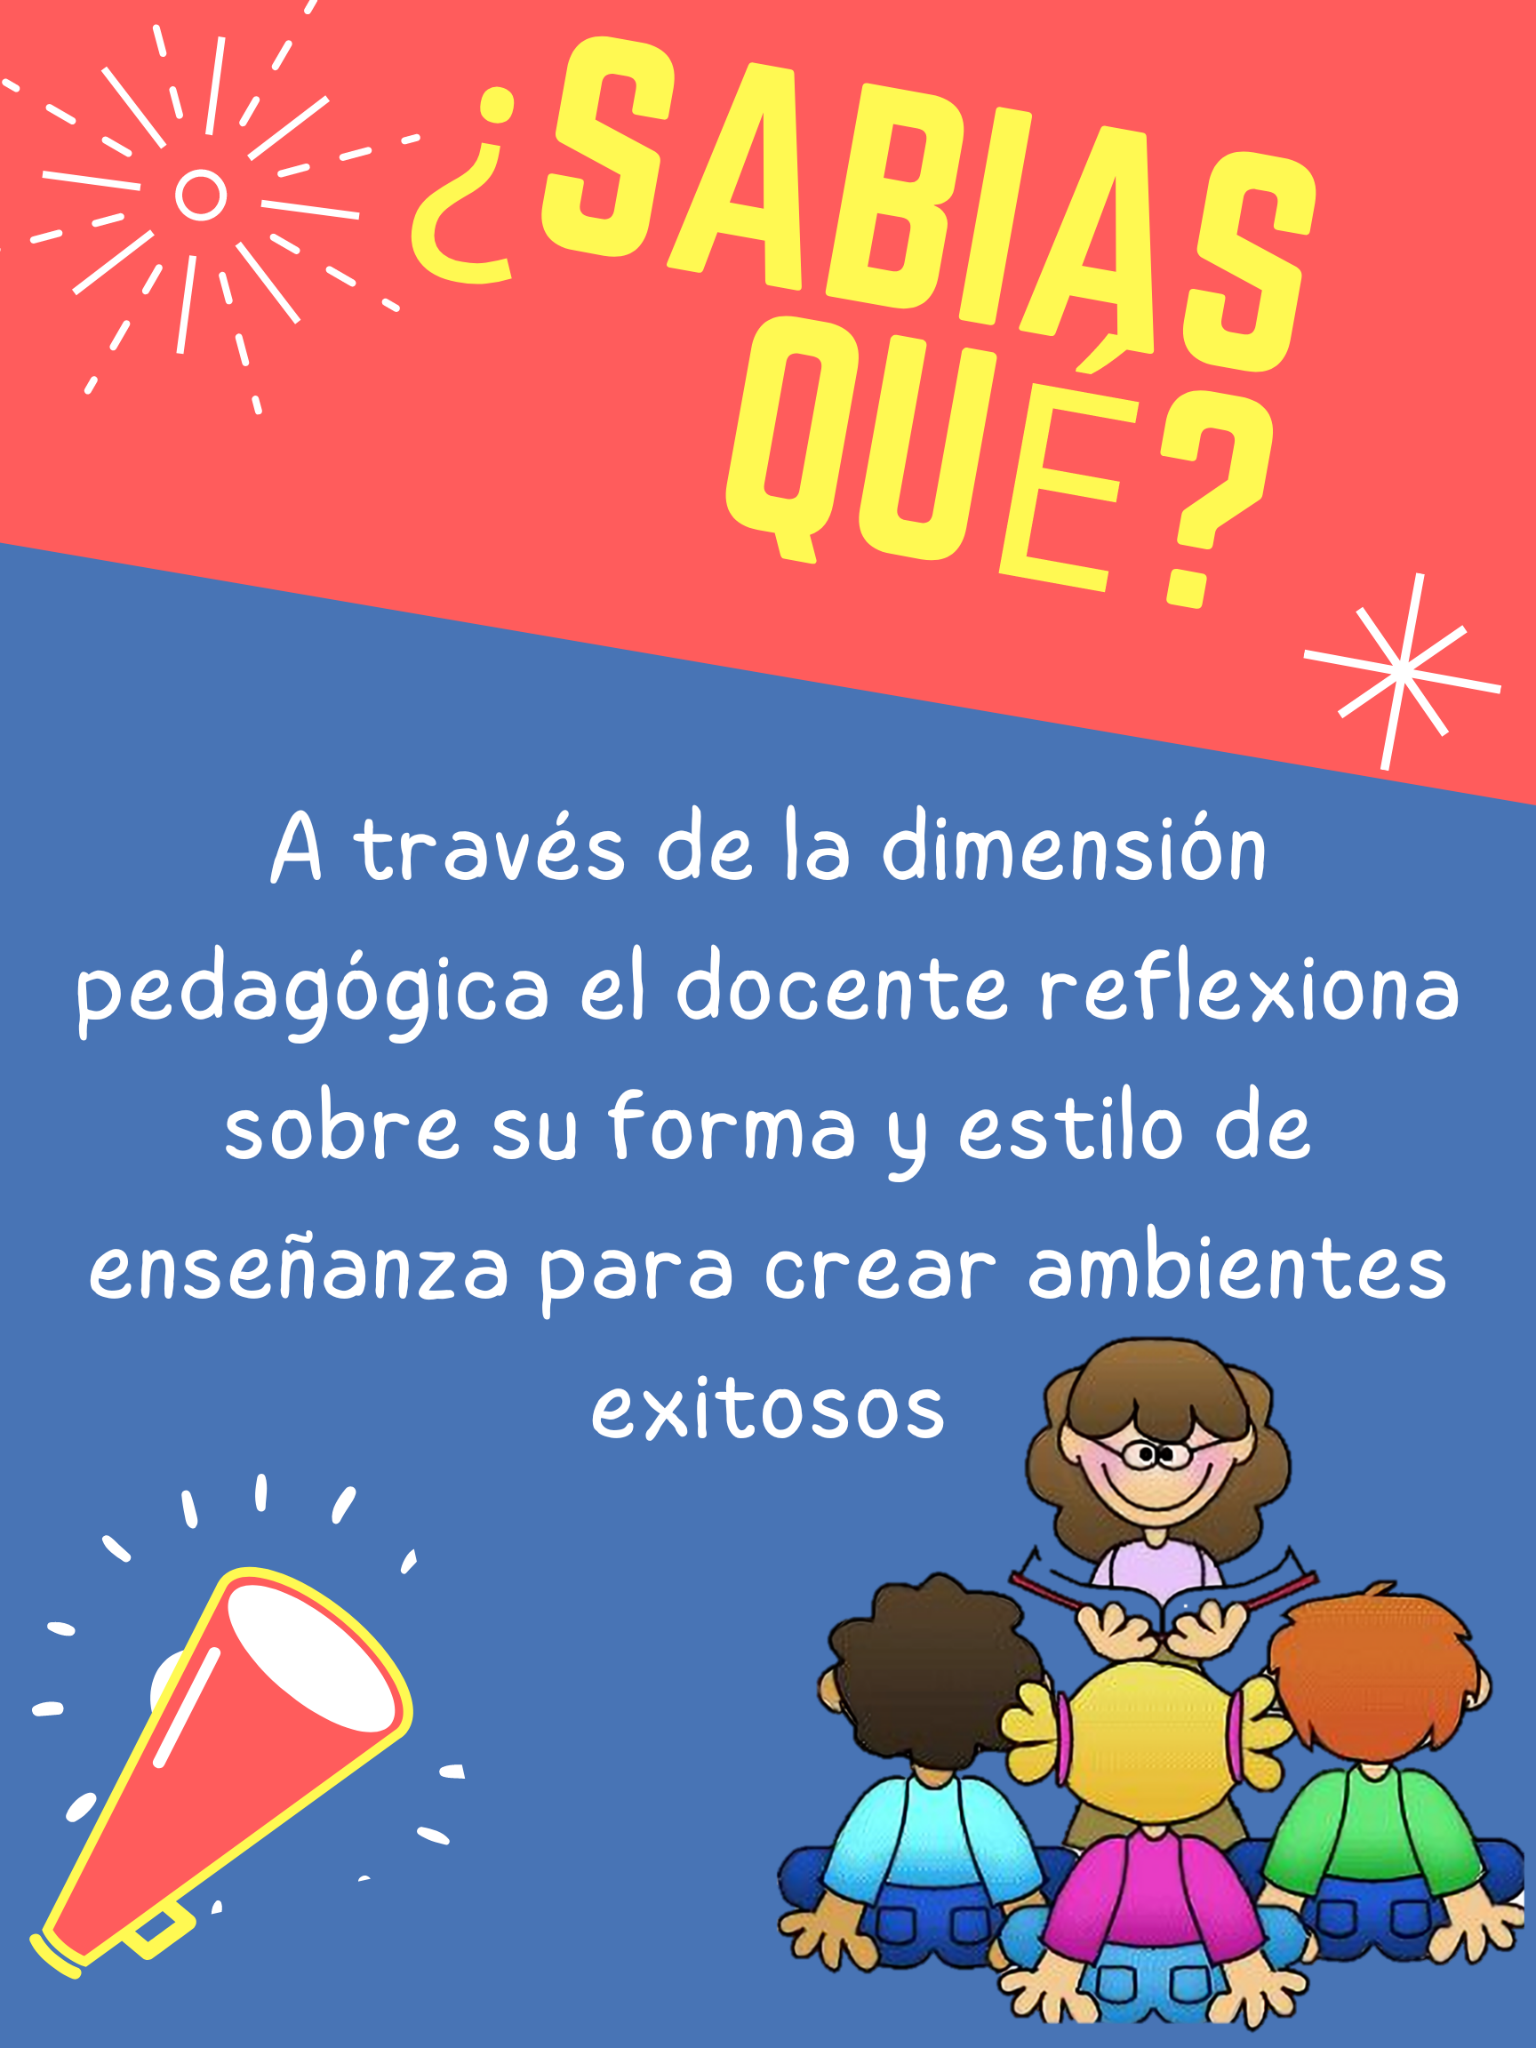 ¿SABIAS
QUÉ?
A través de la dimensión
pedagógica el docente reflexiona
sobre su forma y estilo de
enseñanza para crear ambientes
exitosos